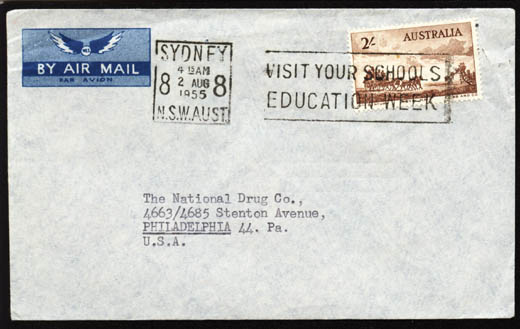 BY AIR MAIL
PAR AVION
SYDNEY
4 15AM
8 2 AUG 8
1955
N.S.W. AUST.
VISIT YOUR SCHOOLS
EDUCATION WEEK
2/- AUSTRALIA
The National Drug Co.,
4663/4685 Stenton Avenue,
PHILADELPHIA 44. Pa.
U.S.A.